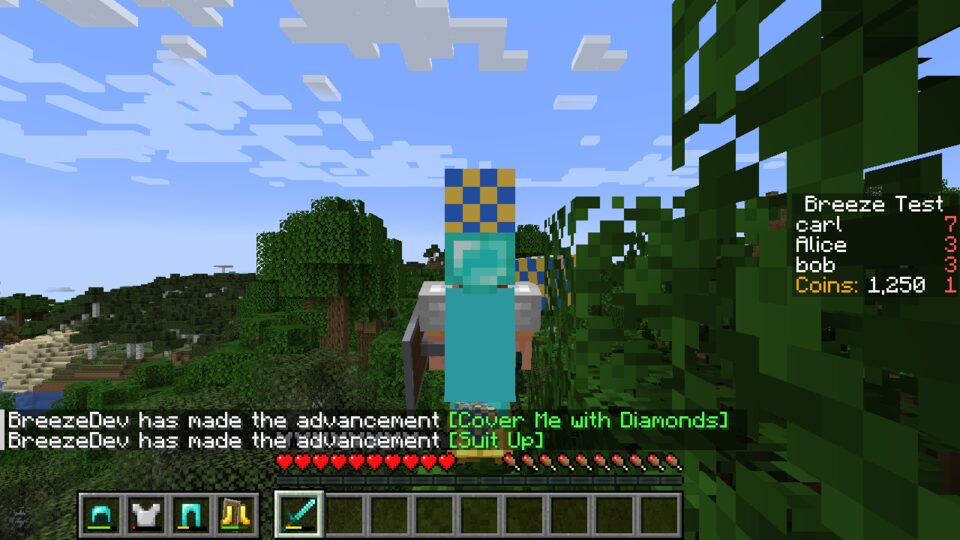 Breeze Test
carl 7
Alice 3
bob 3
Coins: 1,250 1
BreezeDev has made the advancement [Cover Me with Diamonds]
BreezeDev has made the advancement [Suit Up]